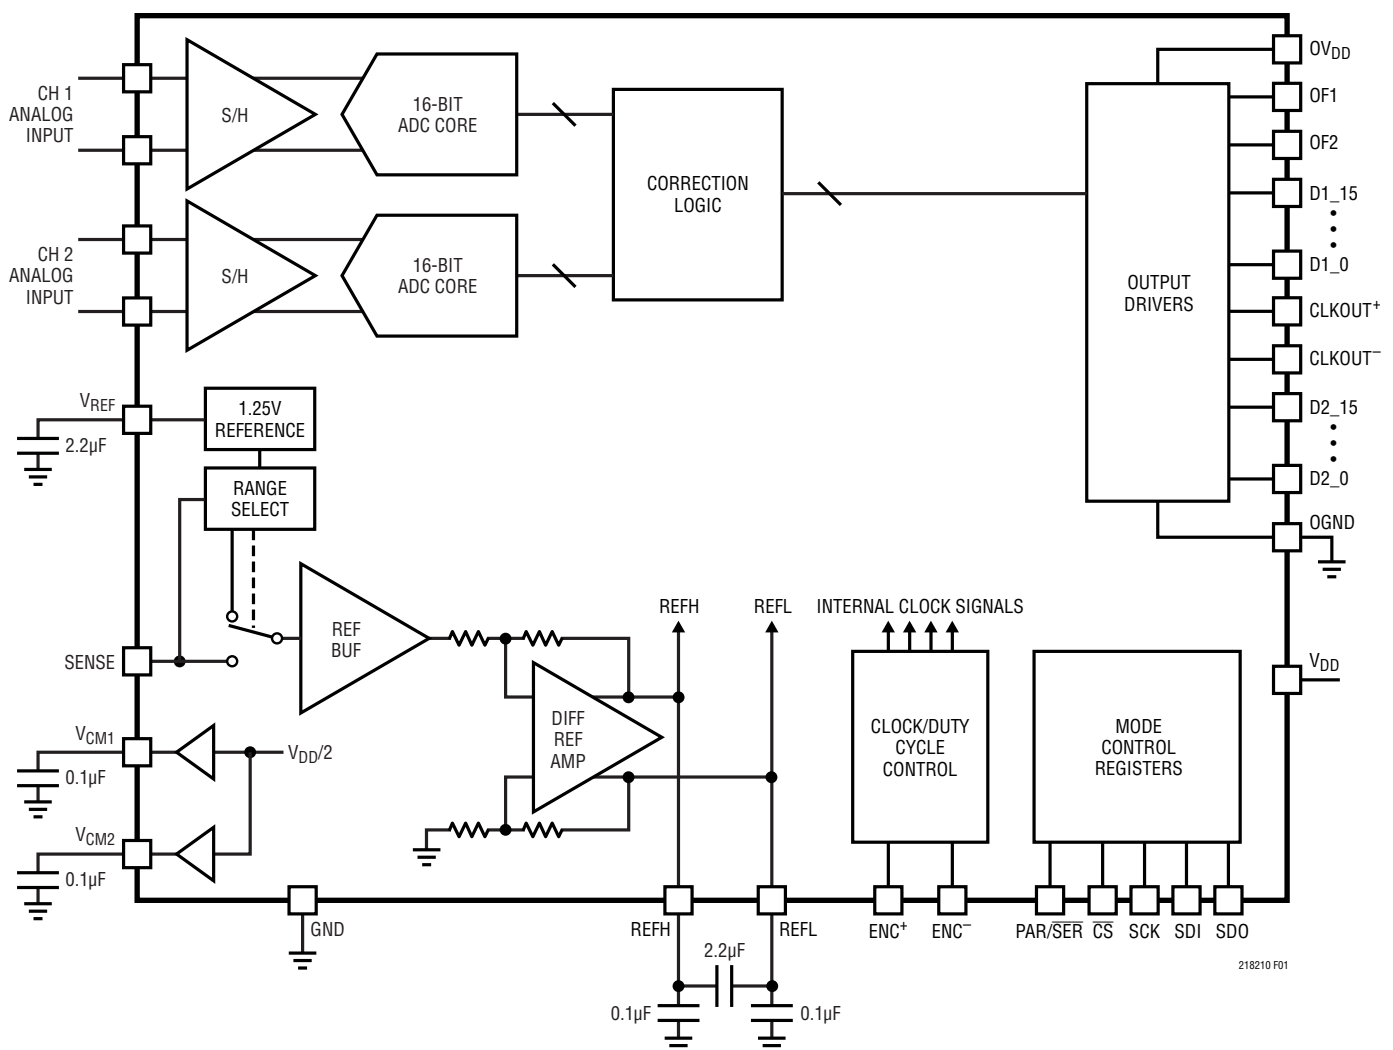 CH 1
ANALOG
INPUT
S/H
16-BIT
ADC CORE
CH 2
ANALOG
INPUT
S/H
16-BIT
ADC CORE
CORRECTION
LOGIC
OUTPUT
DRIVERS
OVDD
OF1
OF2
D1_15
D1_0
CLKOUT+
CLKOUT–
D2_15
D2_0
OGND
VREF
2.2µF
1.25V
REFERENCE
RANGE
SELECT
SENSE
REF
BUF
DIFF
REF
AMP
REFH
REFL
INTERNAL CLOCK SIGNALS
CLOCK/DUTY
CYCLE
CONTROL
MODE
CONTROL
REGISTERS
VDD
VCM1
0.1µF
VDD/2
VCM2
0.1µF
GND
REFH
REFL
2.2µF
0.1µF
0.1µF
ENC+
ENC–
PAR/SER
CS
SCK
SDI
SDO
218210 F01